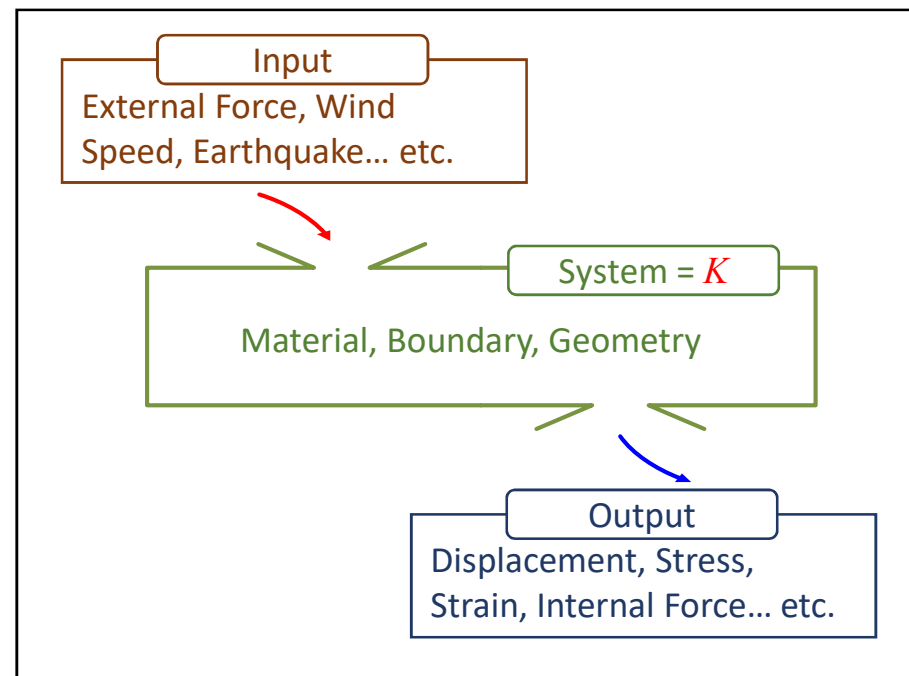 Input
External Force, Wind
Speed, Earthquake… etc.
System = K
Material, Boundary, Geometry
Output
Displacement, Stress,
Strain, Internal Force… etc.